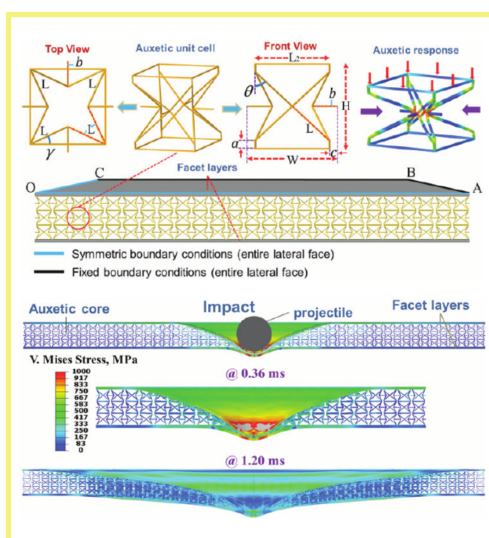 Top View
Auxetic unit cell
Front View
Auxetic response
b
L
L
L
L
γ
L₂
θ
b
H
L
a
c
W
Facet layers
O
C
B
A
Symmetric boundary conditions (entire lateral face)
Fixed boundary conditions (entire lateral face)
Auxetic core
Impact
projectile
Facet layers
V. Mises Stress, MPa
@ 0.36 ms
1000
917
833
750
667
583
500
417
333
250
167
83
0
@ 1.20 ms